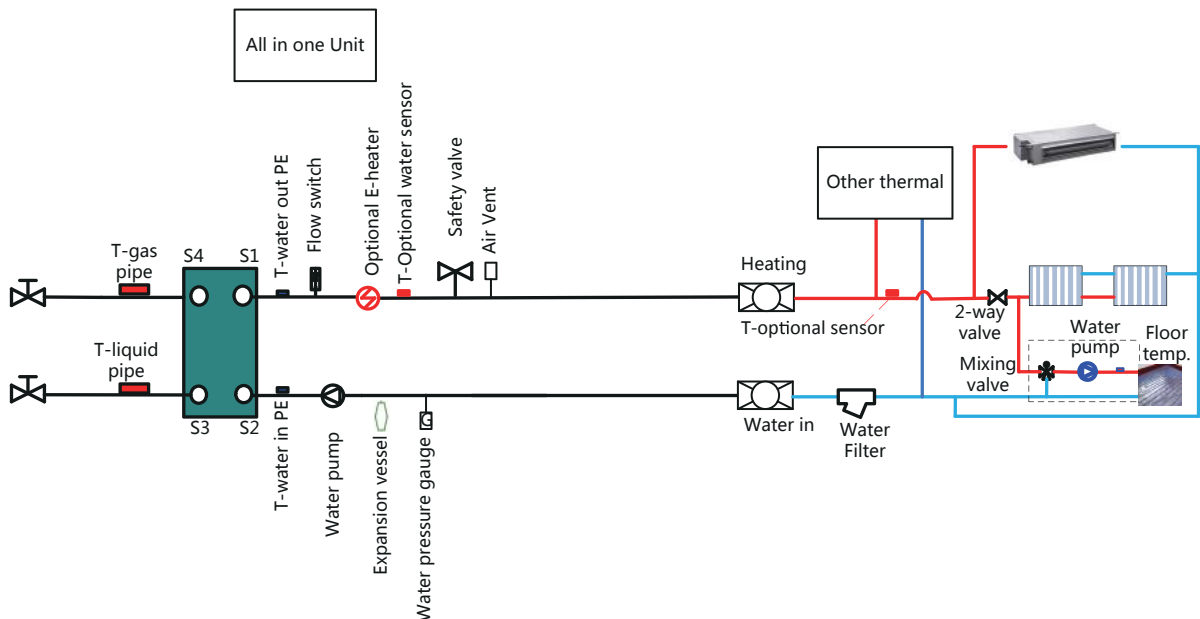 All in one Unit
T-water out PE
Flow switch
Optional E-heater
T-Optional water sensor
Safety valve
Air Vent
Other thermal
T-gas
pipe
S4
S1
Heating
T-optional sensor
2-way
valve
T-liquid
pipe
Mixing
valve
Water
pump
Floor
temp.
S3
S2
T-water in PE
Water pump
Expansion vessel
G
Water pressure gauge
Water in
Water
Filter